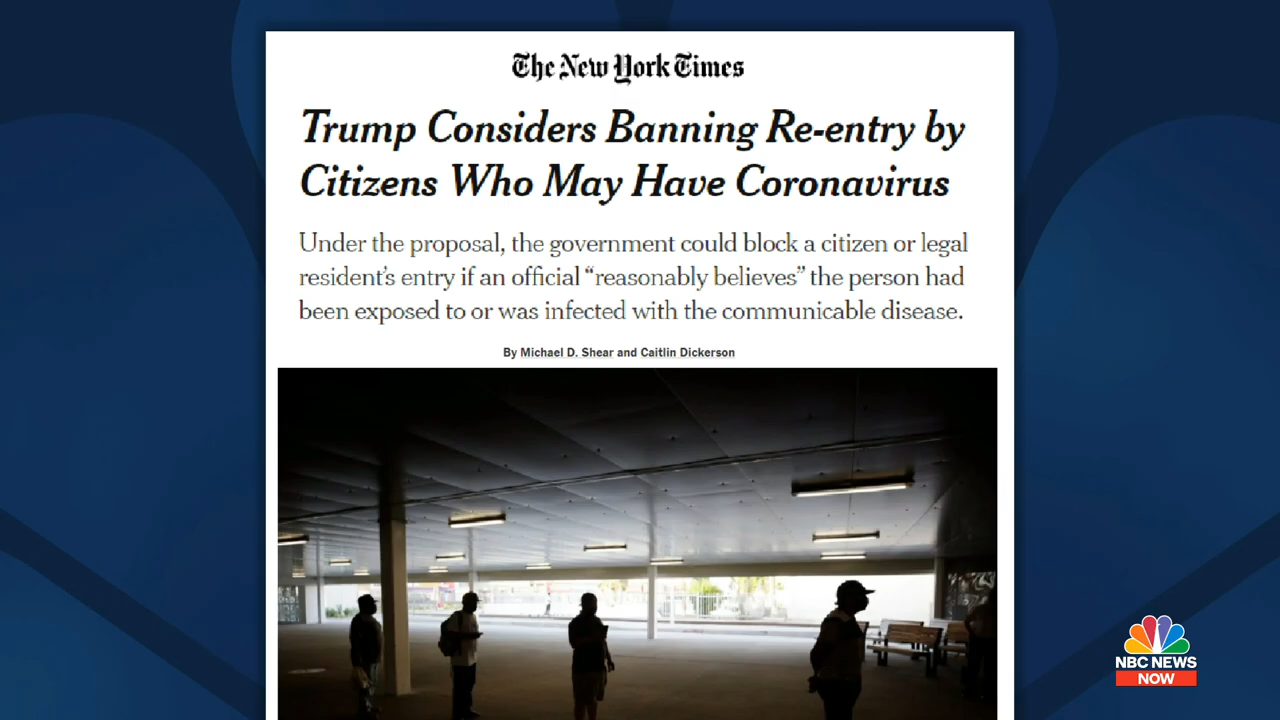 The New York Times
Trump Considers Banning Re-entry by
Citizens Who May Have Coronavirus
Under the proposal, the government could block a citizen or legal
resident's entry if an official “reasonably believes” the person had
been exposed to or was infected with the communicable disease.
By Michael D. Shear and Caitlin Dickerson
NBC NEWS
NOW